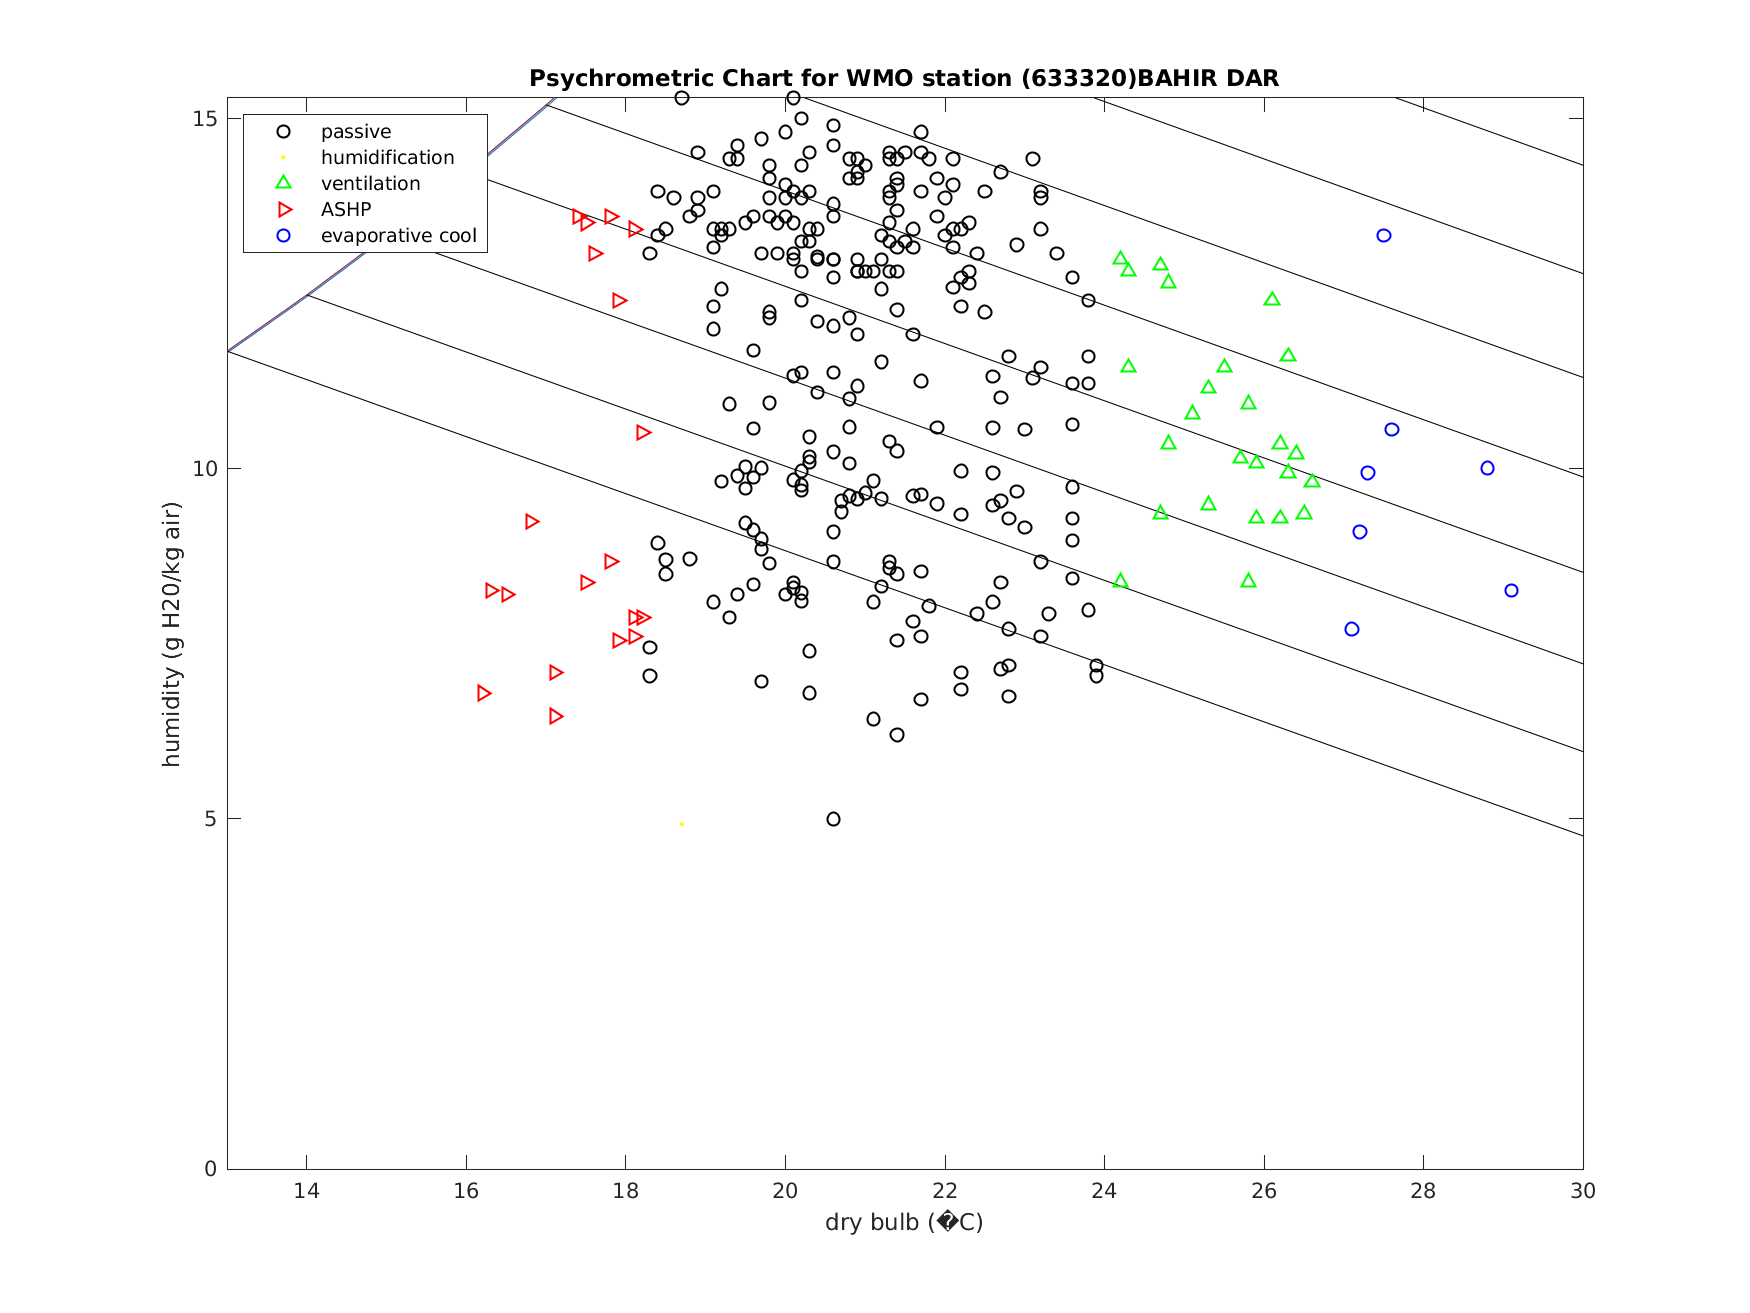 Psychrometric Chart for WMO station (633320)BAHIR DAR
passive
humidification
ventilation
ASHP
evaporative cool
15
10
5
0
humidity (g H20/kg air)
14 16 18 20 22 24 26 28 30
dry bulb (�C)